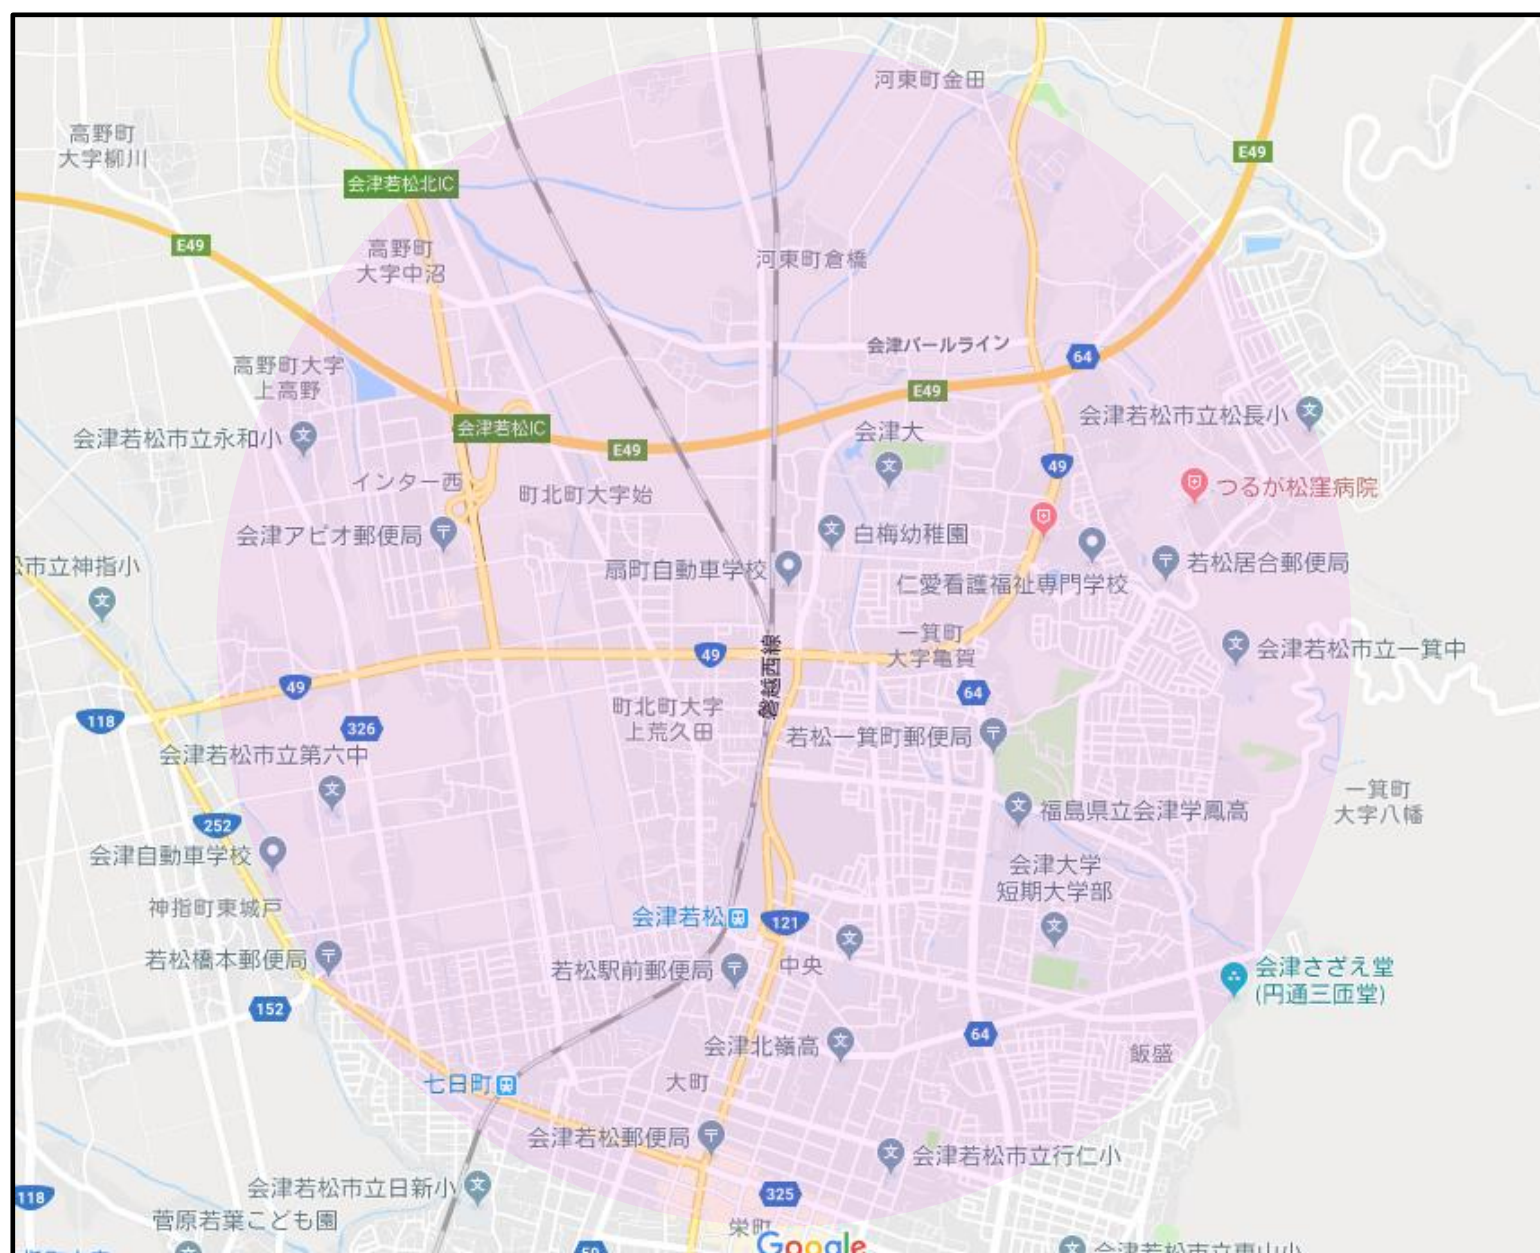 河東町金田
高野町
大字柳川
E49
会津若松北IC
E49
高野町
大字中沼
河東町倉橋
会津パールライン
64
高野町大字
上高野
E49
会津若松市立松長小
会津若松IC
会津若松市立永和小
会津大
E49
49
インター西
町北町大字始
つるが松窪病院
会津アピオ郵便局
白梅幼稚園
市立神指小
扇町自動車学校
若松居合郵便局
仁愛看護福祉専門学校
一箕町
大字亀賀
会津若松市立一箕中
49
磐越西線
49
64
118
326
町北町大字
上荒久田
若松一箕町郵便局
会津若松市立第六中
一箕町
大字八幡
252
福島県立会津学鳳高
会津自動車学校
会津大学
短期大学部
神指町東城戸
会津若松
121
若松橋本郵便局
若松駅前郵便局
中央
会津さざえ堂
(円通三匝堂)
152
会津北嶺高
64
飯盛
七日町
大町
会津若松郵便局
会津若松市立行仁小
会津若松市立日新小
118
325
菅原若葉こども園
栄町
Google